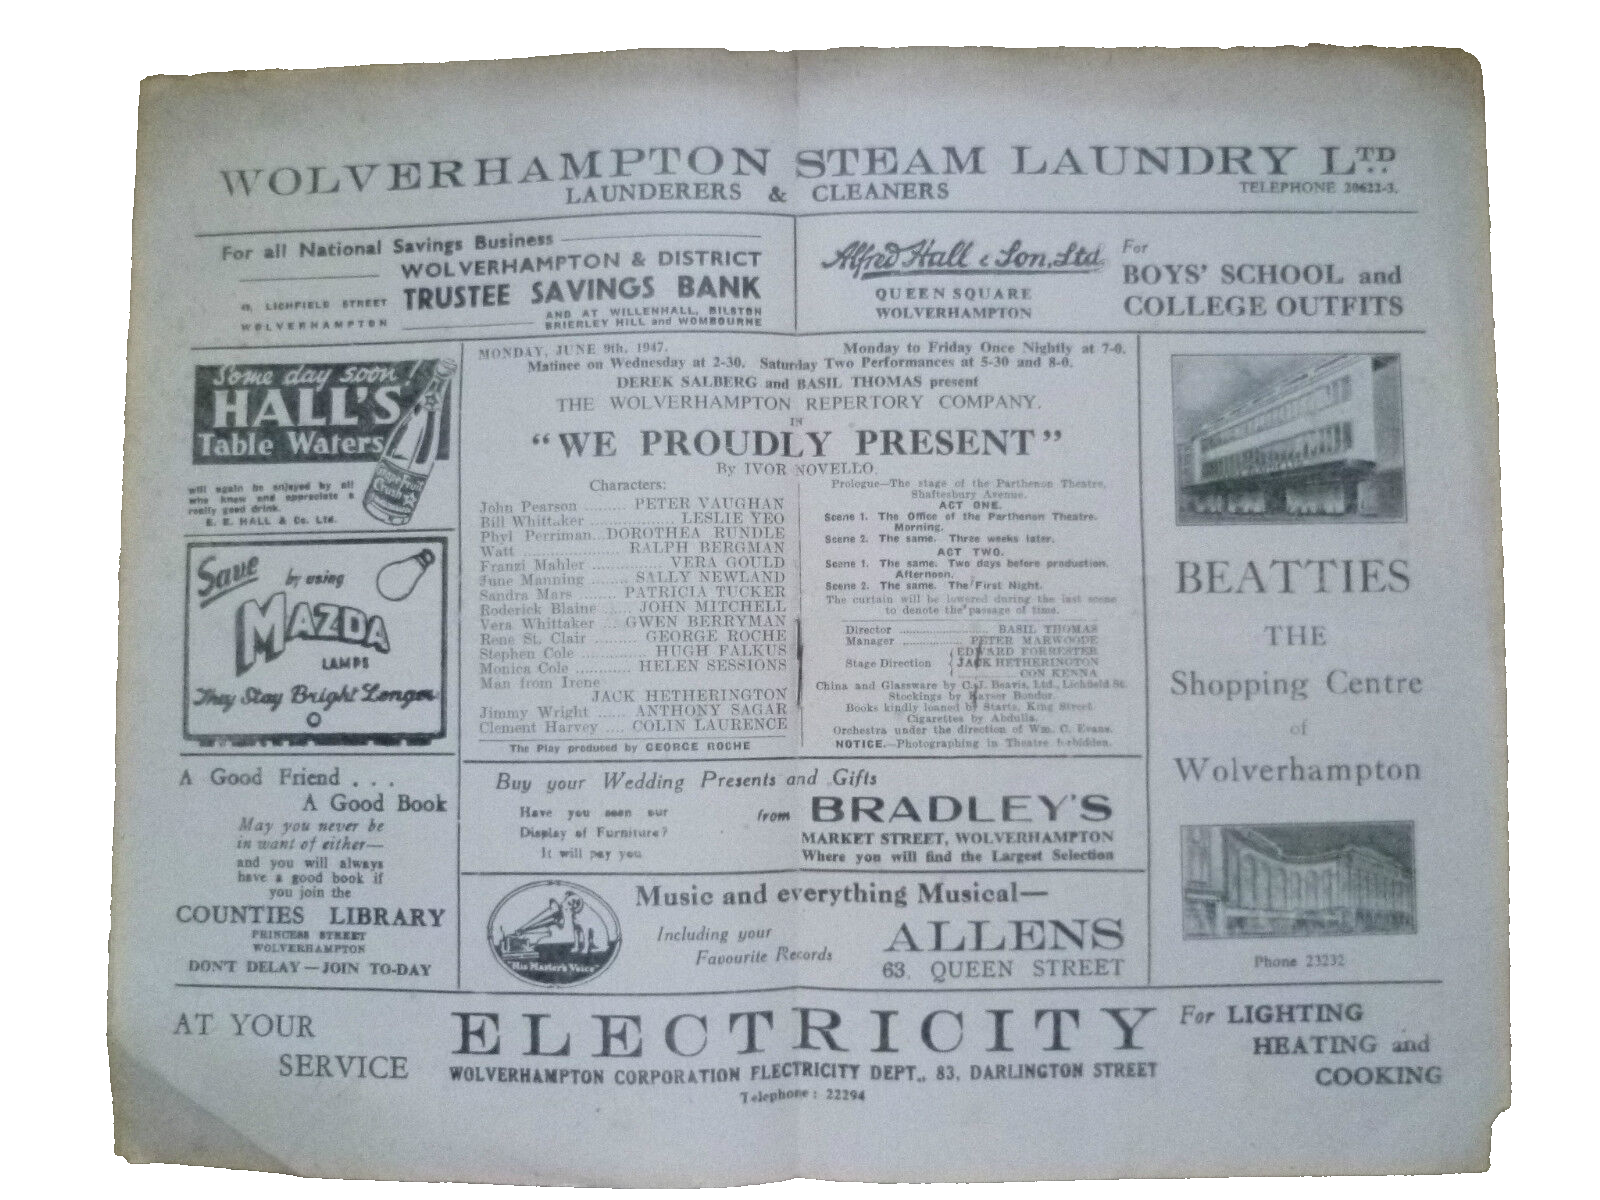 WOLVERHAMPTON STEAM LAUNDRY LTD
LAUNDERERS & CLEANERS
TELEPHONE 20622-3.
For all National Savings Business
WOLVERHAMPTON & DISTRICT
TRUSTEE SAVINGS BANK
LICHFIELD STREET
WOLVERHAMPTON
AND AT WILLENHALL, BILSTON
BRIERLEY HILL and WOMBOURNE
Alfred Hall & Son, Ltd
QUEEN SQUARE
WOLVERHAMPTON
For
BOYS' SCHOOL and
COLLEGE OUTFITS
Some day soon!
HALL'S
Table Waters
Grape Fruit
Crush
will again be enjoyed by all
who know and appreciate a
really good drink.
E. E. HALL & Co. Ltd.
Save
by using
MAZDA
LAMPS
They Stay Bright Longer
A Good Friend . . .
A Good Book
May you never be
in want of either—
and you will always
have a good book if
you join the
COUNTIES LIBRARY
PRINCESS STREET
WOLVERHAMPTON
DON'T DELAY—JOIN TO-DAY
MONDAY, JUNE 9th, 1947.
Monday to Friday Once Nightly at 7-0.
Matinee on Wednesday at 2-30. Saturday Two Performances at 5-30 and 8-0.
DEREK SALBERG and BASIL THOMAS present
THE WOLVERHAMPTON REPERTORY COMPANY.
IN
"WE PROUDLY PRESENT"
By IVOR NOVELLO.
Characters:
John Pearson ......... PETER VAUGHAN
Bill Whittaker ............ LESLIE YEO
Phyl Perriman...DOROTHEA RUNDLE
Watt ................ RALPH BERGMAN
Franzi Mahler .............. VERA GOULD
June Manning ........ SALLY NEWLAND
Sandra Mars ........ PATRICIA TUCKER
Roderick Blaine ...... JOHN MITCHELL
Vera Whittaker ... GWEN BERRYMAN
Rene St. Clair ......... GEORGE ROCHE
Stephen Cole ............. HUGH FALKUS
Monica Cole ............ HELEN SESSIONS
Man from Irene
JACK HETHERINGTON
Jimmy Wright ...... ANTHONY SAGAR
Clement Harvey .... COLIN LAURENCE
The Play produced by GEORGE ROCHE
Prologue—The stage of the Parthenon Theatre,
Shaftesbury Avenue.
ACT ONE.
Scene 1. The Office of the Parthenon Theatre.
Morning.
Scene 2. The same. Three weeks later.
ACT TWO.
Scene 1. The same. Two days before production.
Afternoon.
Scene 2. The same. The First Night.
The curtain will be lowered during the last scene
to denote the passage of time.
Director ........................ BASIL THOMAS
Manager ................ PETER MARWOODE
EDWARD FORRESTER
Stage Direction { JACK HETHERINGTON
CON KENNA
China and Glassware by C. J. Beavis, Ltd., Lichfield St.
Stockings by Kayser Bondor.
Books kindly loaned by Starts, King Street.
Cigarettes by Abdulla.
Orchestra under the direction of Wm. C. Evans.
NOTICE.—Photographing in Theatre forbidden.
Buy your Wedding Presents and Gifts
Have you seen our
Display of Furniture?
It will pay you
from BRADLEY'S
MARKET STREET, WOLVERHAMPTON
Where you will find the Largest Selection
"His Master's Voice"
Music and everything Musical—
Including your
Favourite Records
ALLENS
63, QUEEN STREET
BEATTIES
THE
Shopping Centre
of
Wolverhampton
Phone 23232
AT YOUR
SERVICE
ELECTRICITY
WOLVERHAMPTON CORPORATION ELECTRICITY DEPT., 83, DARLINGTON STREET
Telephone: 22294
For LIGHTING
HEATING and
COOKING